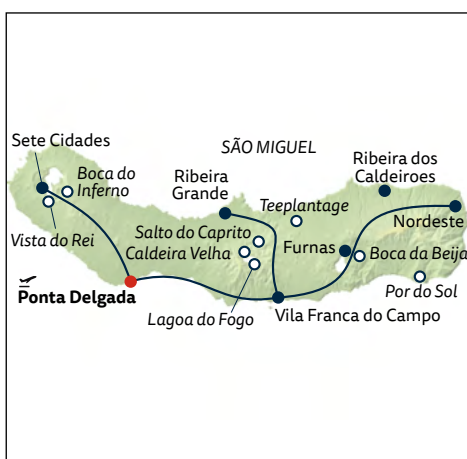 SÃO MIGUEL
Sete Cidades
Boca do
Inferno
Vista do Rei
Ribeira
Grande
Teeplantage
Ribeira dos
Caldeiroes
Nordeste
Salto do Caprito
Caldeira Velha
Furnas
Boca da Beija
Por do Sol
Ponta Delgada
Lagoa do Fogo
Vila Franca do Campo